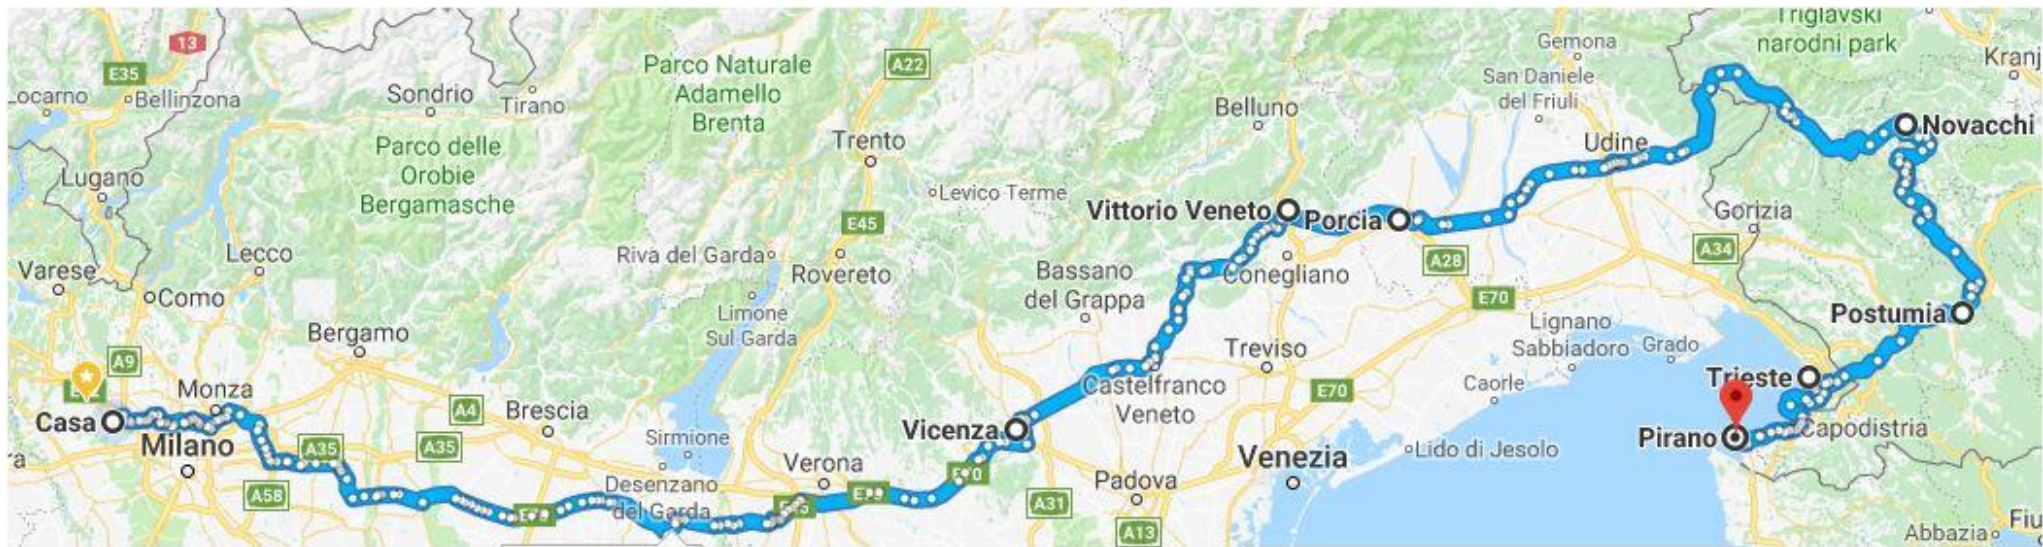 Triglavski
narodni park
13
Gemona
Kranj
A22
Parco Naturale
Adamello
Brenta
E35
Sondrio
Tirano
San Daniele
del Friuli
Locarno
Bellinzona
Belluno
Novacchi
Trento
Udine
Parco delle
Orobie
Bergamasche
Lugano
Levico Terme
Vittorio Veneto
Porcia
Gorizia
E45
A34
Lecco
Riva del Garda
Rovereto
A28
Varese
Bassano
del Grappa
Conegliano
Como
E70
Limone
Sul Garda
Postumia
Bergamo
Lignano
Sabbiadoro
Grado
Treviso
A9
Trieste
Monza
Castelfranco
Veneto
E70
Caorle
A4
Brescia
Casa
Vicenza
Pirano
Capodistria
Milano
A35
A35
Sirmione
Venezia
Lido di Jesolo
Verona
Padova
A58
Desenzano
del Garda
A31
A13
Abbazia
Fiu